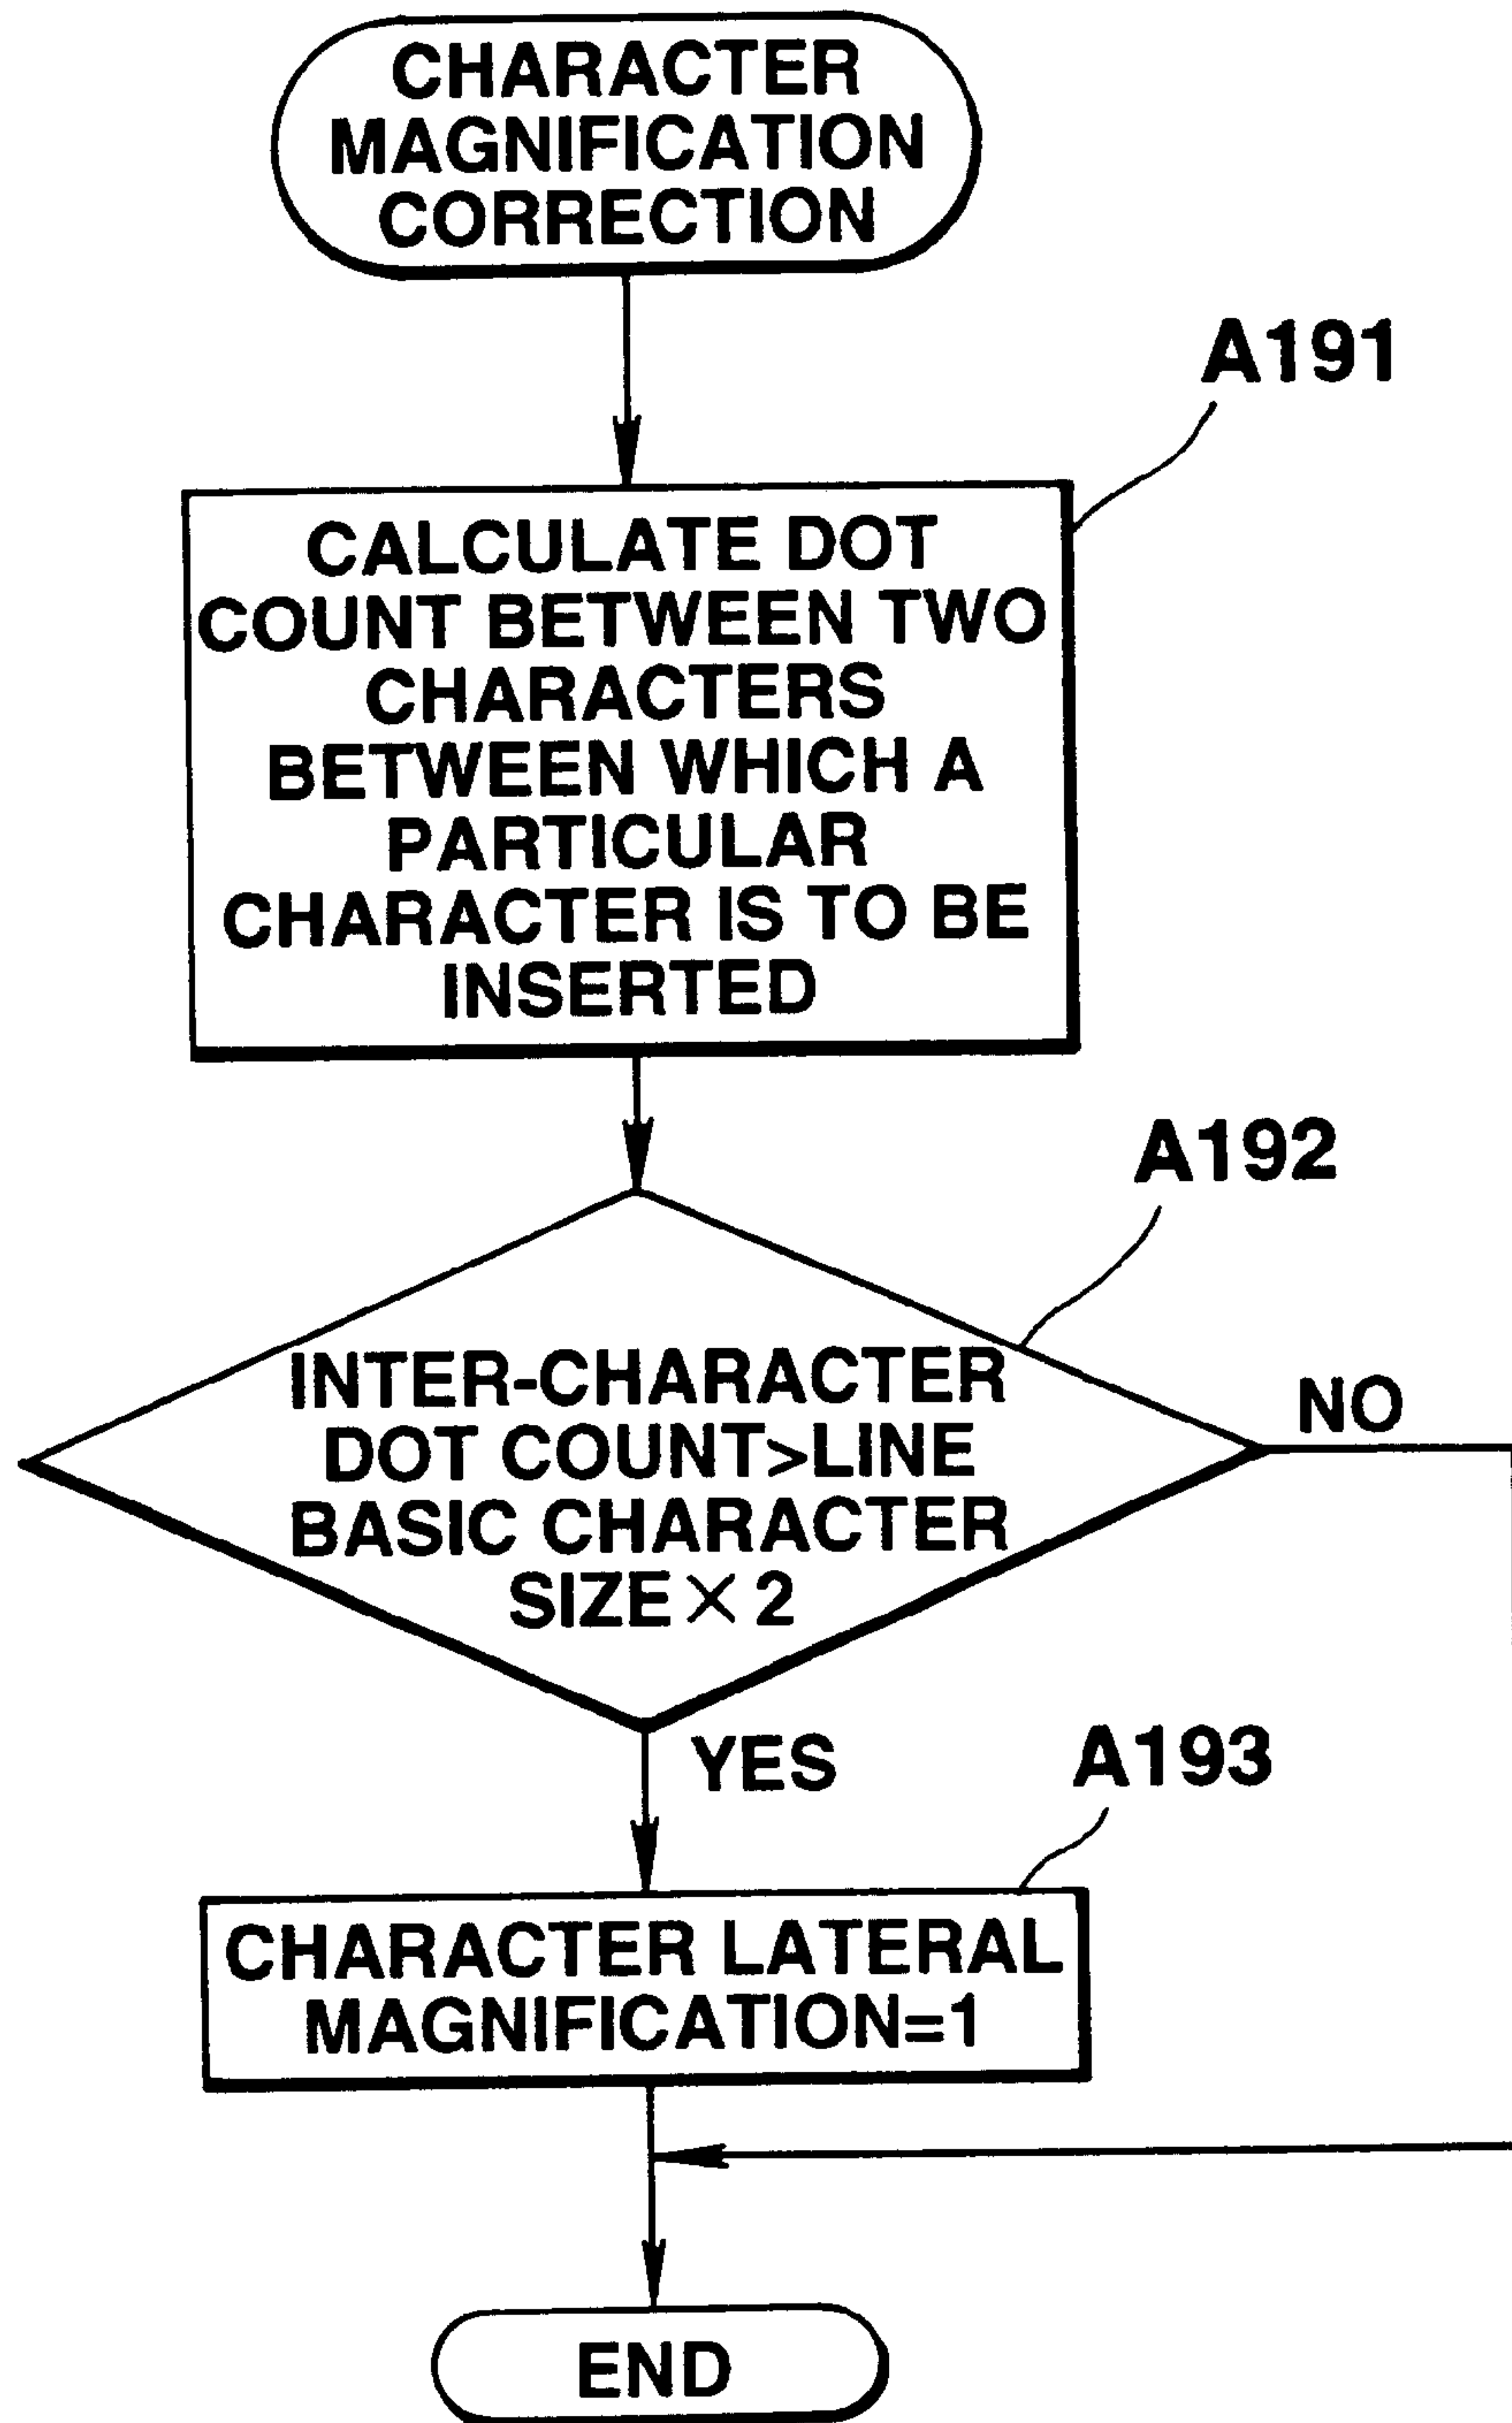 CHARACTER
MAGNIFICATION
CORRECTION
A191
CALCULATE DOT
COUNT BETWEEN TWO
CHARACTERS
BETWEEN WHICH A
PARTICULAR
CHARACTER IS TO BE
INSERTED
A192
INTER-CHARACTER
DOT COUNT>LINE
BASIC CHARACTER
SIZE×2
NO
YES
A193
CHARACTER LATERAL
MAGNIFICATION=1
END